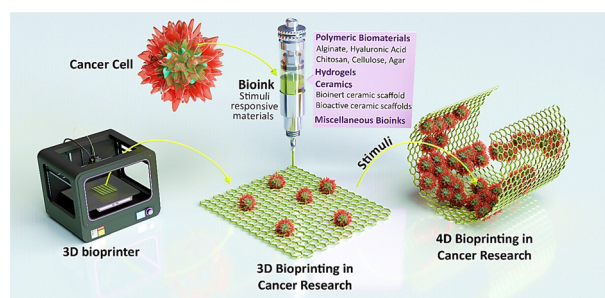 Cancer Cell
Bioink
Stimuli
responsive
materials
Polymeric Biomaterials
Alginate, Hyaluronic Acid
Chitosan, Cellulose, Agar
Hydrogels
Ceramics
Bioinert ceramic scaffold
Bioactive ceramic scaffolds
Miscellaneous Bioinks
Stimuli
3D bioprinter
3D Bioprinting in
Cancer Research
4D Bioprinting in
Cancer Research